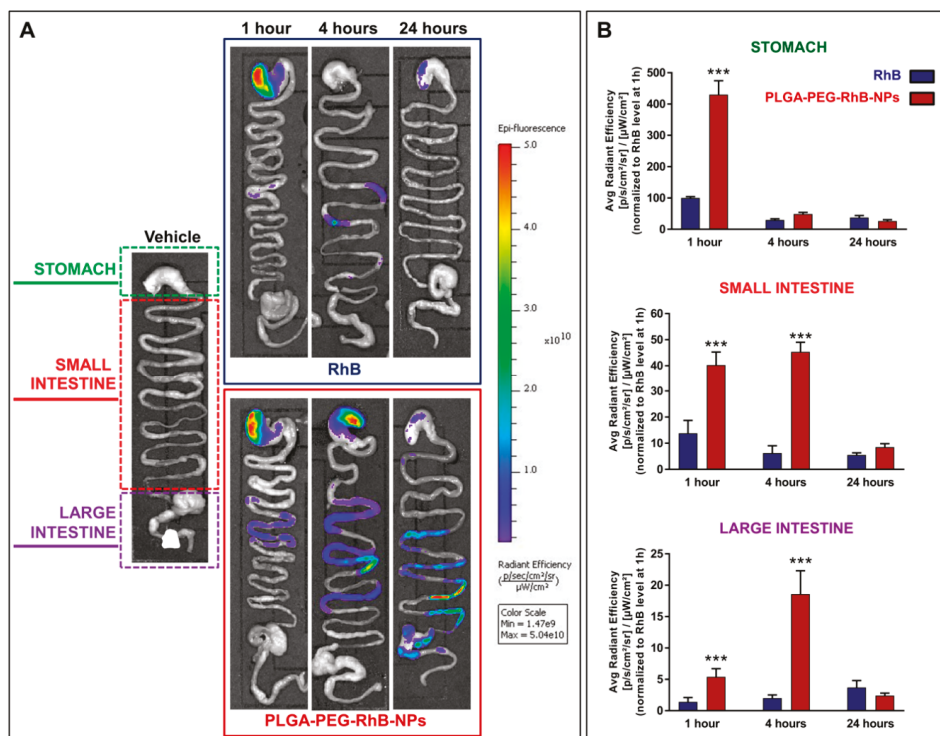 A
1 hour
4 hours
24 hours
RhB
Vehicle
STOMACH
SMALL
INTESTINE
LARGE
INTESTINE
PLGA-PEG-RhB-NPs
Epi-fluorescence
5.0
4.0
3.0
x10¹⁰
2.0
1.0
Radiant Efficiency
(p/sec/cm²/sr / µW/cm²)
Color Scale
Min = 1.47e9
Max = 5.04e10
B
STOMACH
RhB
PLGA-PEG-RhB-NPs
Avg Radiant Efficiency
[p/s/cm²/sr] / [µW/cm²]
(normalized to RhB level at 1h)
500
400
300
200
100
0
***
1 hour
4 hours
24 hours
SMALL INTESTINE
Avg Radiant Efficiency
[p/s/cm²/sr] / [µW/cm²]
(normalized to RhB level at 1h)
60
50
40
30
20
10
0
***
***
1 hour
4 hours
24 hours
LARGE INTESTINE
Avg Radiant Efficiency
[p/s/cm²/sr] / [µW/cm²]
(normalized to RhB level at 1h)
25
20
15
10
5
0
***
***
1 hour
4 hours
24 hours